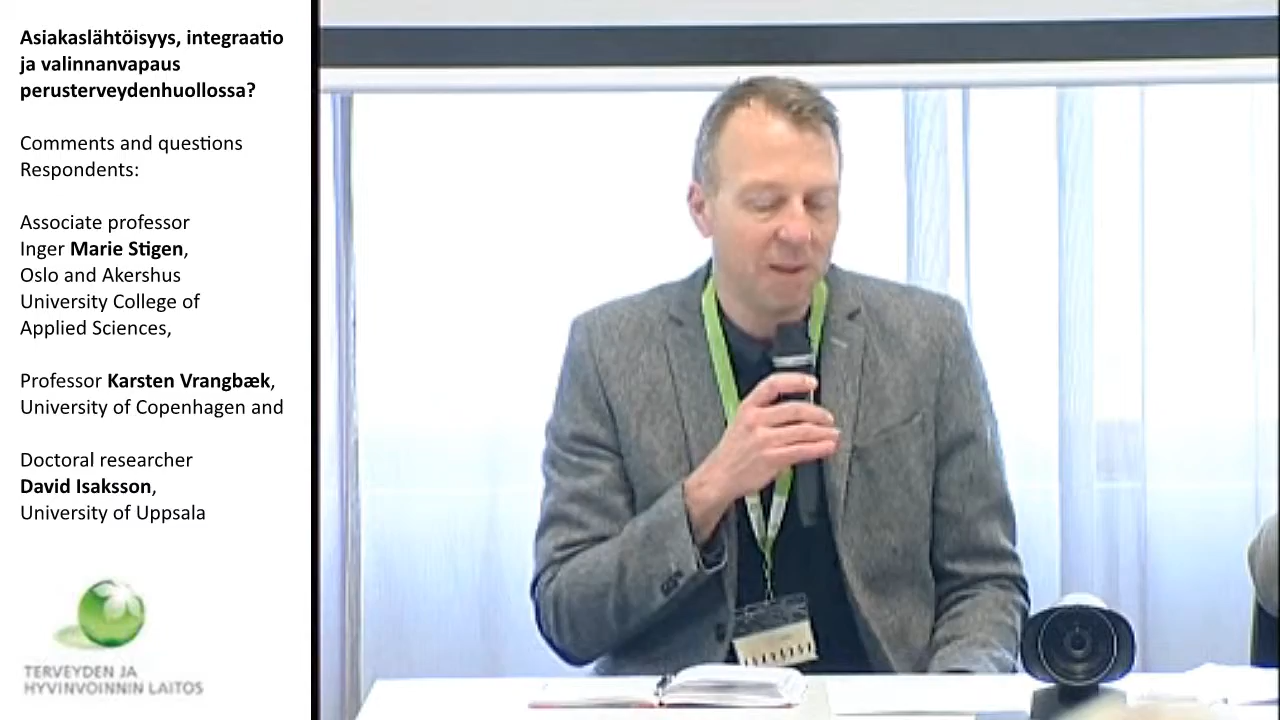 Asiakaslähtöisyys, integraatio
ja valinnanvapaus
perusterveydenhuollossa?
Comments and questions
Respondents:
Associate professor
Inger Marie Stigen,
Oslo and Akershus
University College of
Applied Sciences,
Professor Karsten Vrangbæk,
University of Copenhagen and
Doctoral researcher
David Isaksson,
University of Uppsala
TERVEYDEN JA
HYVINVOINNIN LAITOS